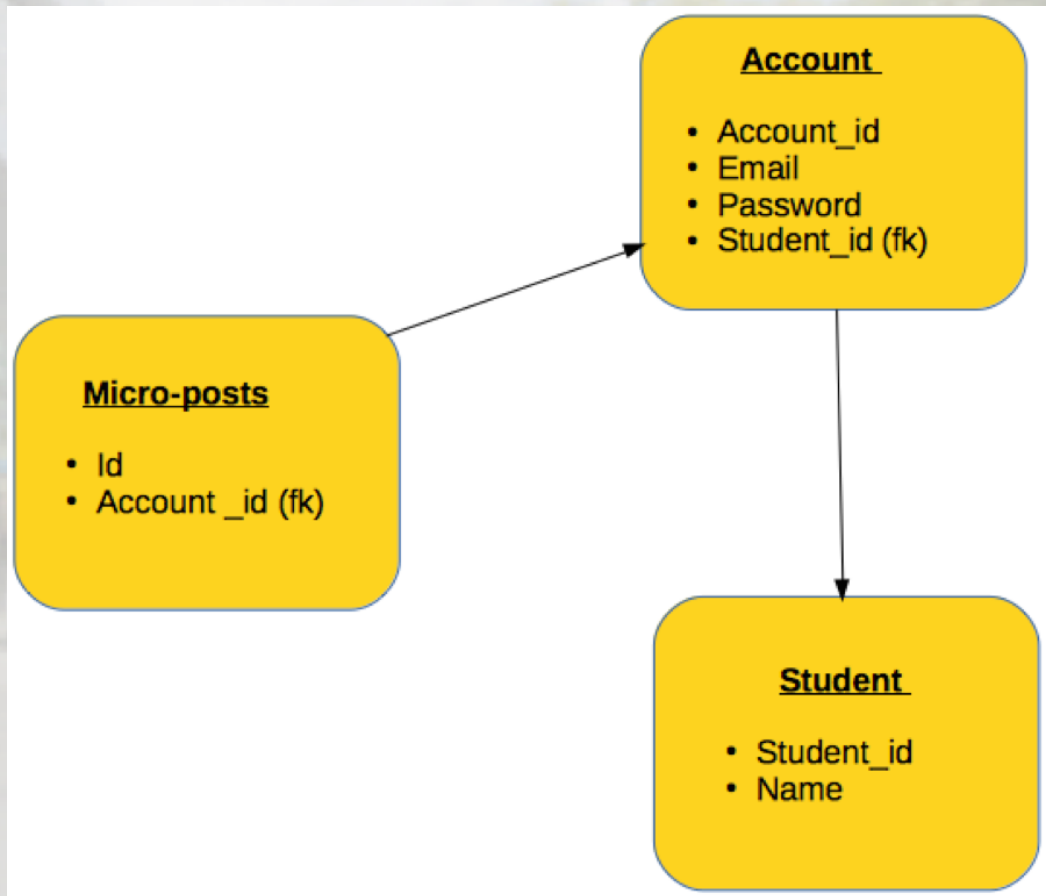 Account
• Account_id
• Email
• Password
• Student_id (fk)
Micro-posts
• Id
• Account _id (fk)
Student
• Student_id
• Name